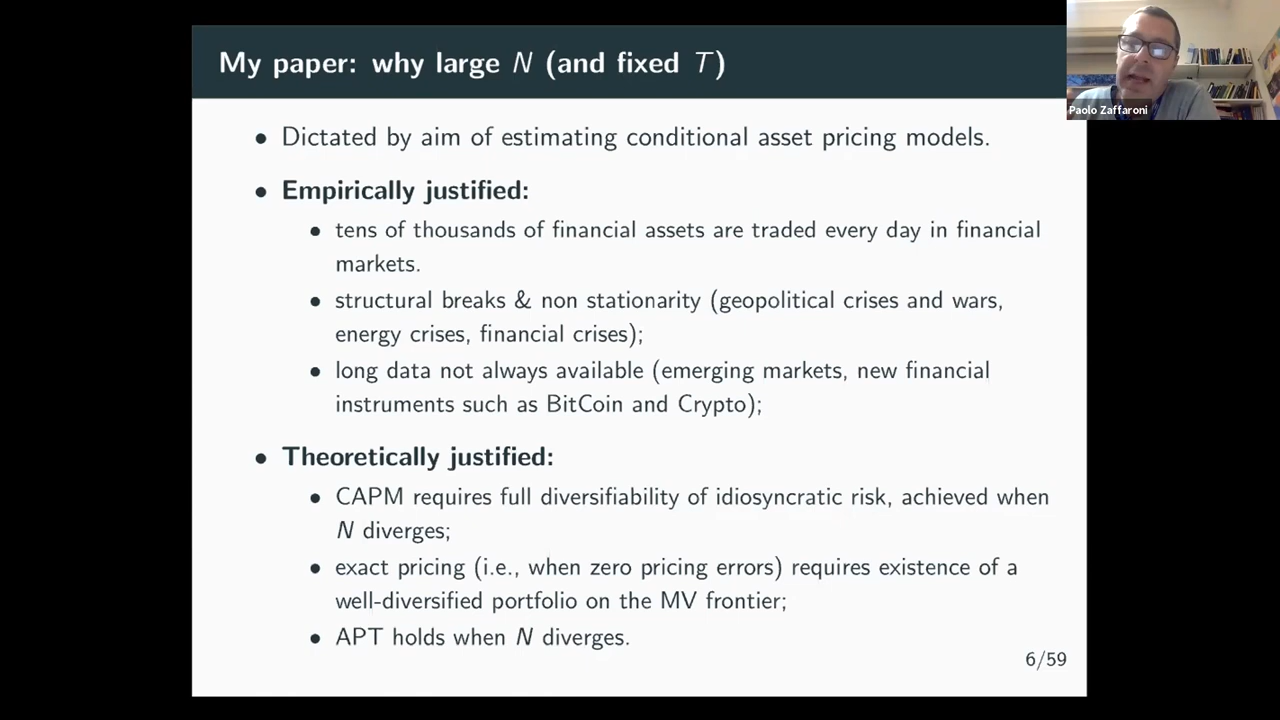 My paper: why large N (and fixed T)
Paolo Zaffaroni
• Dictated by aim of estimating conditional asset pricing models.
• Empirically justified:
• tens of thousands of financial assets are traded every day in financial
markets.
• structural breaks & non stationarity (geopolitical crises and wars,
energy crises, financial crises);
• long data not always available (emerging markets, new financial
instruments such as BitCoin and Crypto);
• Theoretically justified:
• CAPM requires full diversifiability of idiosyncratic risk, achieved when
N diverges;
• exact pricing (i.e., when zero pricing errors) requires existence of a
well-diversified portfolio on the MV frontier;
• APT holds when N diverges.
6/59